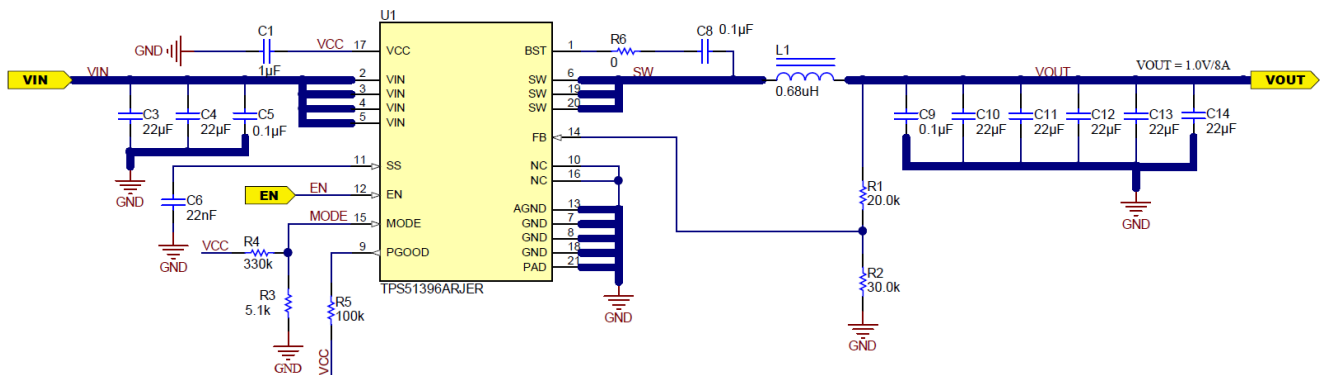 U1
C1
VCC
17
VCC
BST
1
R6
0
C8
0.1µF
GND
1µF
L1
VIN
VIN
2
VIN
3
VIN
4
VIN
5
VIN
SW
6
SW
19
SW
20
SW
0.68uH
VOUT
VOUT = 1.0V/8A
VOUT
C3
22µF
C4
22µF
C5
0.1µF
FB
14
C9
0.1µF
C10
22µF
C11
22µF
C12
22µF
C13
22µF
C14
22µF
GND
11
SS
NC
10
NC
16
EN
EN
12
EN
C6
22nF
R1
20.0k
GND
MODE
15
MODE
AGND
13
GND
7
GND
8
GND
18
PAD
21
VCC
R4
330k
9
PGOOD
GND
R3
5.1k
R5
100k
TPS51396ARJER
R2
30.0k
GND
GND
GND
VCC